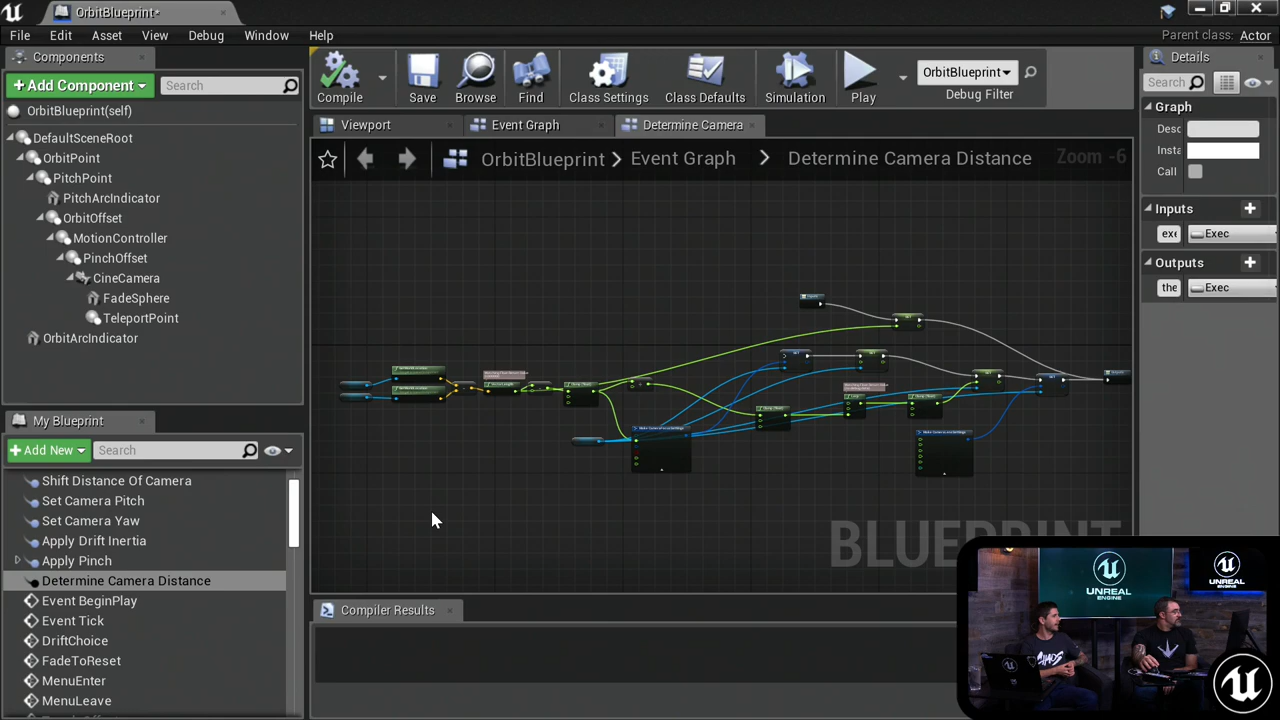 OrbitBlueprint*
File Edit Asset View Debug Window Help
Parent class: Actor
Components
+Add Component
Search
OrbitBlueprint(self)
DefaultSceneRoot
OrbitPoint
PitchPoint
PitchArcIndicator
OrbitOffset
MotionController
PinchOffset
CineCamera
FadeSphere
TeleportPoint
OrbitArcIndicator
My Blueprint
+Add New
Search
Shift Distance Of Camera
Set Camera Pitch
Set Camera Yaw
Apply Drift Inertia
Apply Pinch
Determine Camera Distance
Event BeginPlay
Event Tick
DriftChoice
FadeToReset
MenuEnter
MenuLeave
Compile
Save
Browse
Find
Class Settings
Class Defaults
Simulation
Play
OrbitBlueprint
Debug Filter
Viewport
Event Graph
Determine Camera
OrbitBlueprint > Event Graph > Determine Camera Distance
Zoom -6
Compiler Results
Details
Search
Graph
Desc
Insta
Call
Inputs
exe Exec
Outputs
the Exec
UNREAL
ENGINE
UNREAL
ENGINE
CHAOS